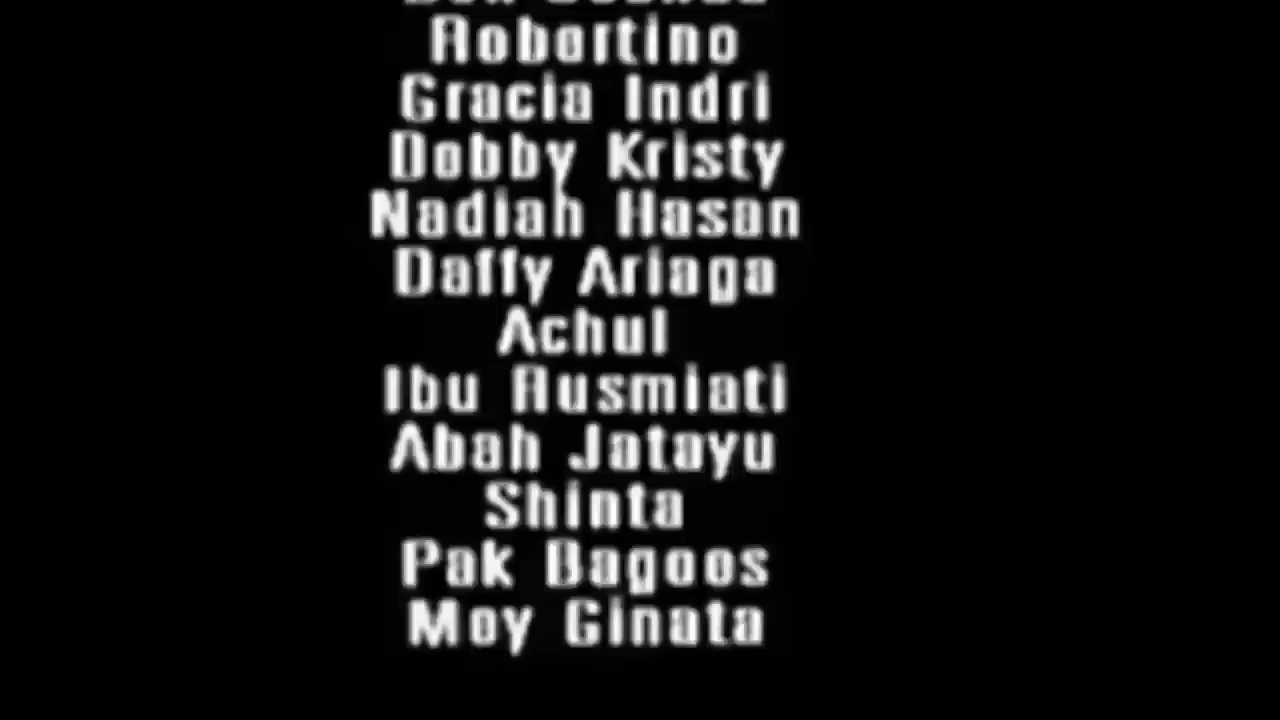 Robertino
Gracia Indri
Dobby Kristy
Nadiah Hasan
Daffy Ariaga
Achul
Ibu Rusmiati
Abah Jatayu
Shinta
Pak Bagoos
Moy Ginata